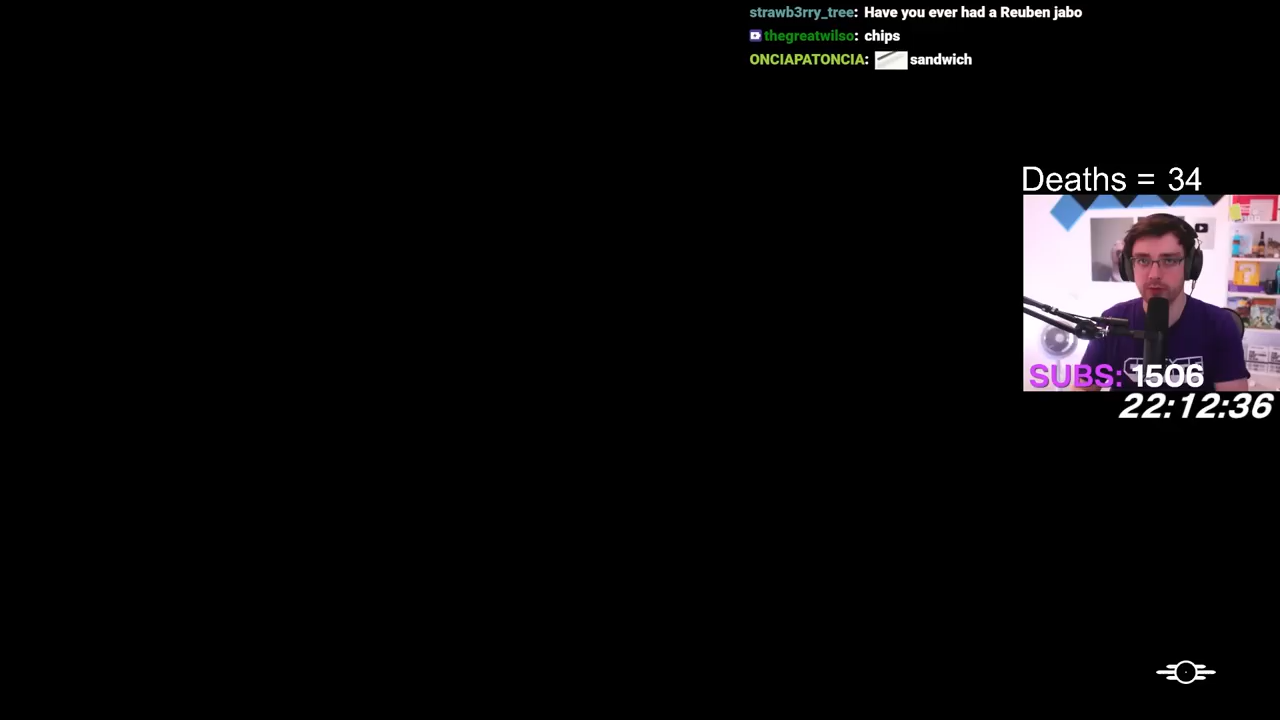 strawb3rry_tree: Have you ever had a Reuben jabo
thegreatwilso: chips
ONCIAPATONCIA: sandwich
Deaths = 34
SUBS: 1506
22:12:36